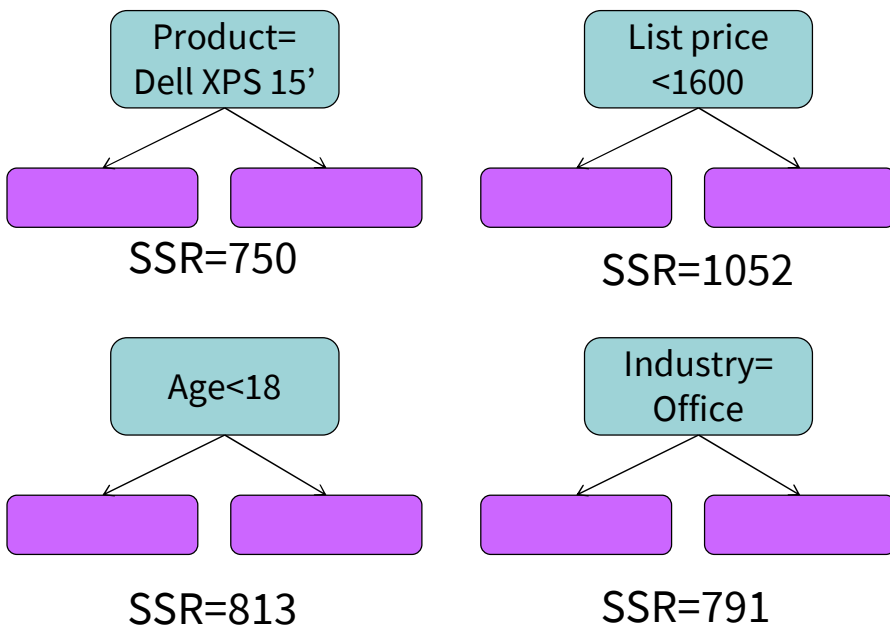 Product=
Dell XPS 15’
List price
<1600
SSR=750
SSR=1052
Age<18
Industry=
Office
SSR=813
SSR=791